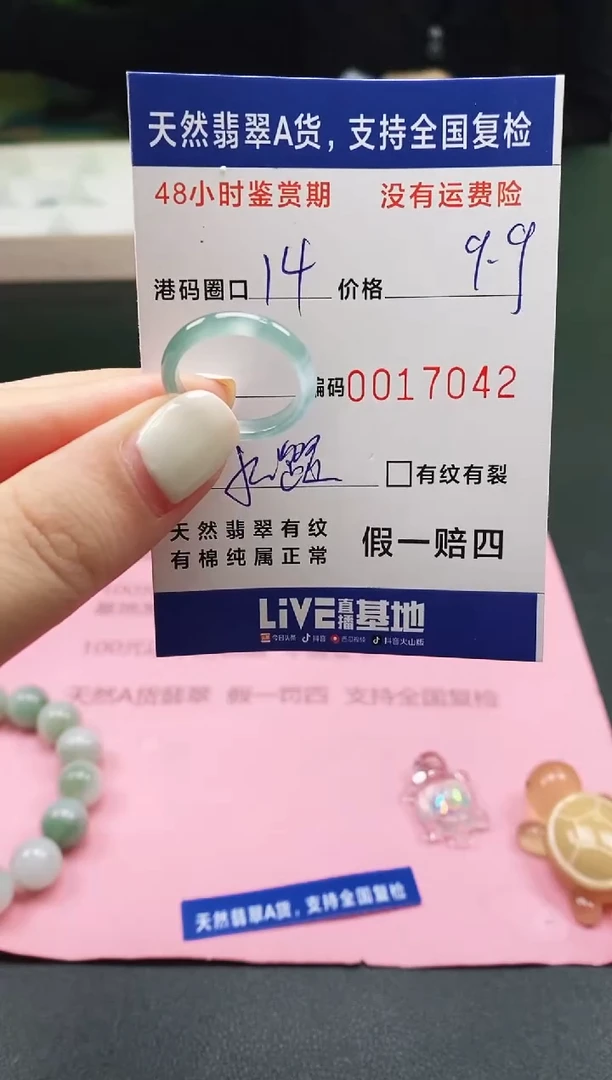 天然翡翠A货，支持全国复检
48小时鉴赏期 没有运费险
港码圈口 14 价格 9.9
编码 0017042
有纹有裂
天然翡翠有纹
有棉纯属正常
假一赔四
LiVE直播基地
今日头条 抖音 西瓜视频 抖音火山版
天然A货翡翠 假一罚四 支持全国复检
天然翡翠A货，支持全国复检